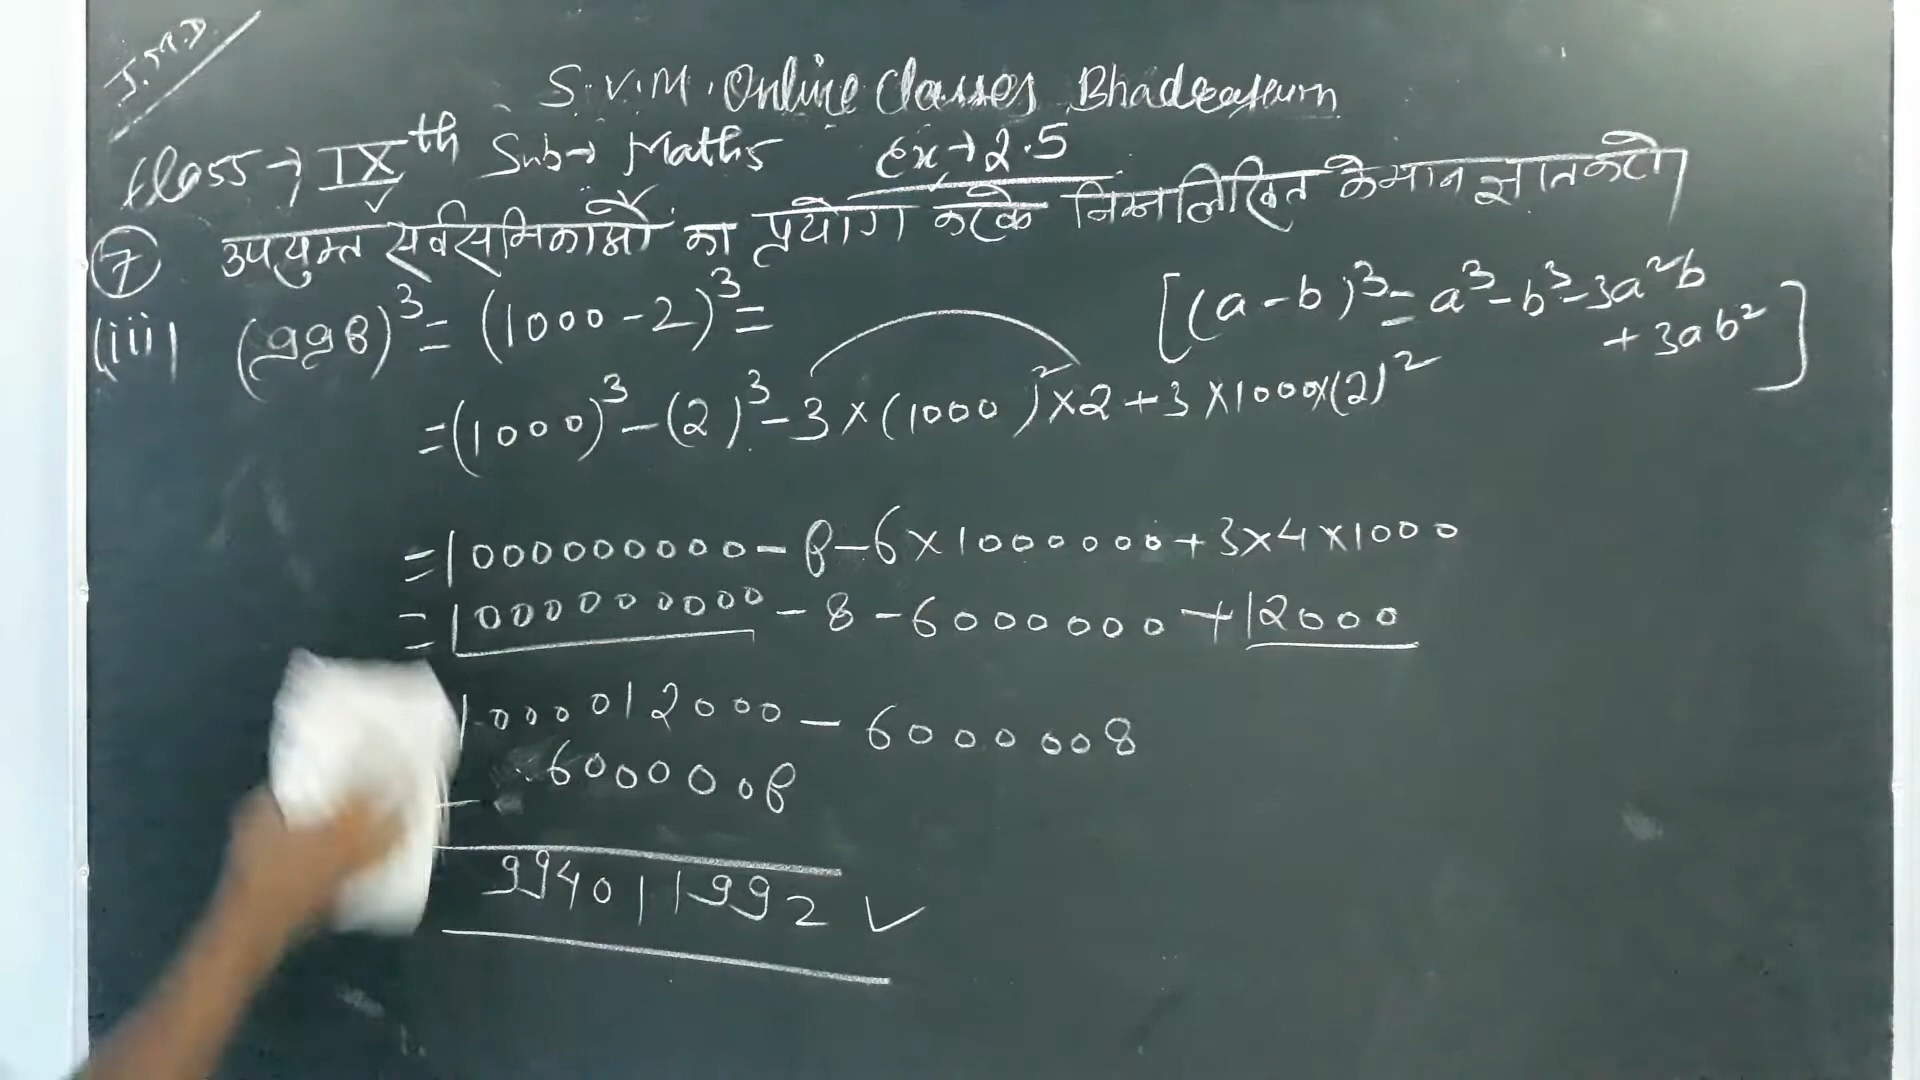 J.M.D.
S.V.M. Online Classes
Class → IXth Sub → Maths Ex → 2.5
7 उपयुक्त सर्वसमिकाओं का प्रयोग करके निम्नलिखित के मान ज्ञात करो।
(iii) (998)³ = (1000 - 2)³ = [(a - b)³ = a³ - b³ - 3a²b
+ 3ab²]
= (1000)³ - (2)³ - 3 × (1000)² × 2 + 3 × 1000 × (2)²
= 1000000000 - 8 - 6 × 1000000 + 3 × 4 × 1000
= 1000000000 - 8 - 6000000 + 12000
1000012000 - 6000008
- 6000008
994011992 ✓